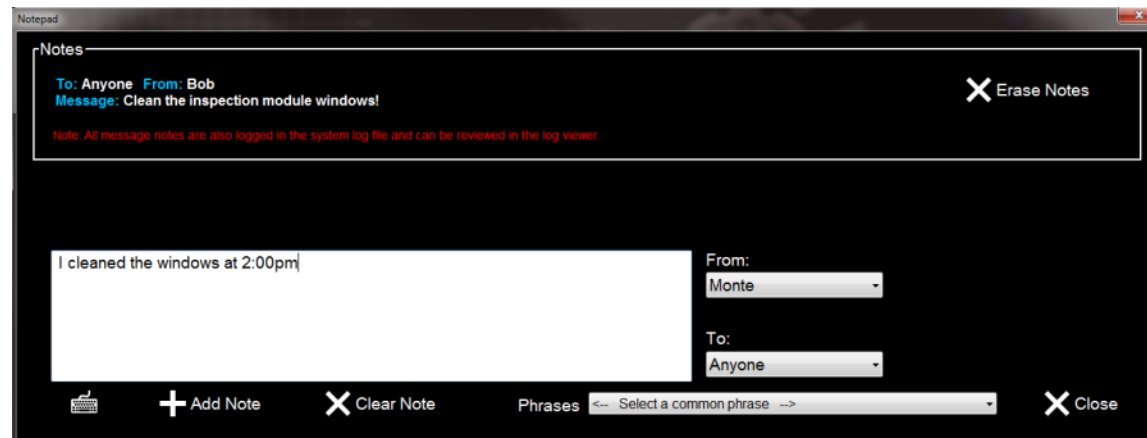 Notepad
x
Notes
To: Anyone From: Bob
Message: Clean the inspection module windows!
Erase Notes
Note: All message notes are also logged in the system log file and can be reviewed in the log viewer.
I cleaned the windows at 2:00pm
From:
Monte
To:
Anyone
Add Note
Clear Note
Phrases <-- Select a common phrase -->
Close